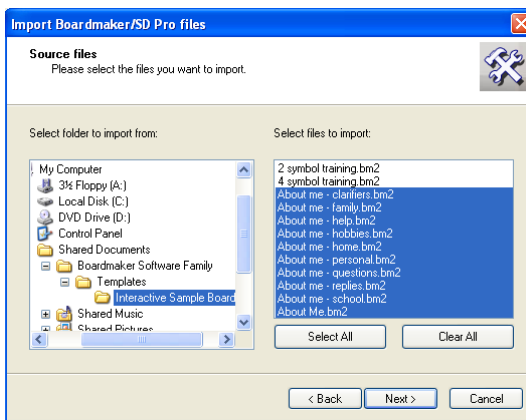 Import Boardmaker/SD Pro files
Source files
Please select the files you want to import.
Select folder to import from:
My Computer
3½ Floppy (A:)
Local Disk (C:)
DVD Drive (D:)
Control Panel
Shared Documents
Boardmaker Software Family
Templates
Interactive Sample Board
Shared Music
Shared Pictures
Select files to import:
2 symbol training.bm2
4 symbol training.bm2
About me - clarifiers.bm2
About me - family.bm2
About me - help.bm2
About me - hobbies.bm2
About me - home.bm2
About me - personal.bm2
About me - questions.bm2
About me - replies.bm2
About me - school.bm2
About Me.bm2
Select All
Clear All
< Back
Next >
Cancel